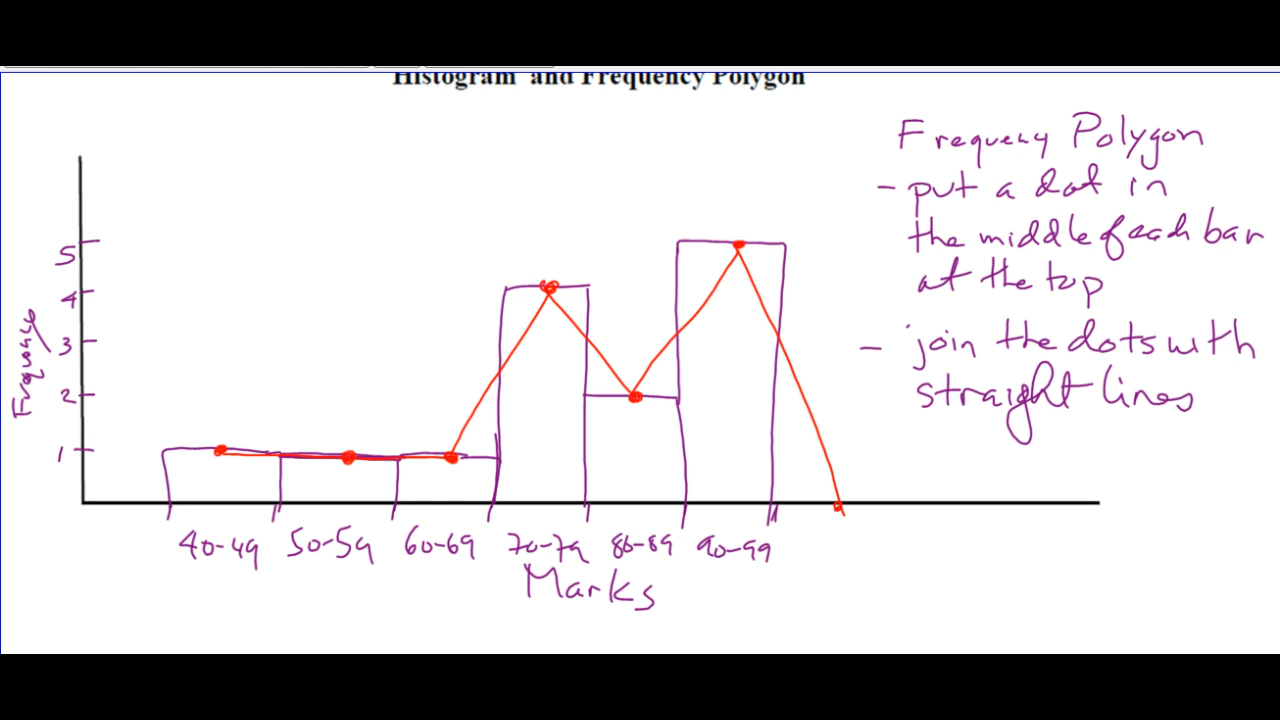 Histogram and Frequency Polygon
Frequency Polygon
- put a dot in
the middle of each bar
at the top
- join the dots with
straight lines
5
4
3
2
1
Frequency
40-49 50-59 60-69 70-79 80-89 90-99
Marks